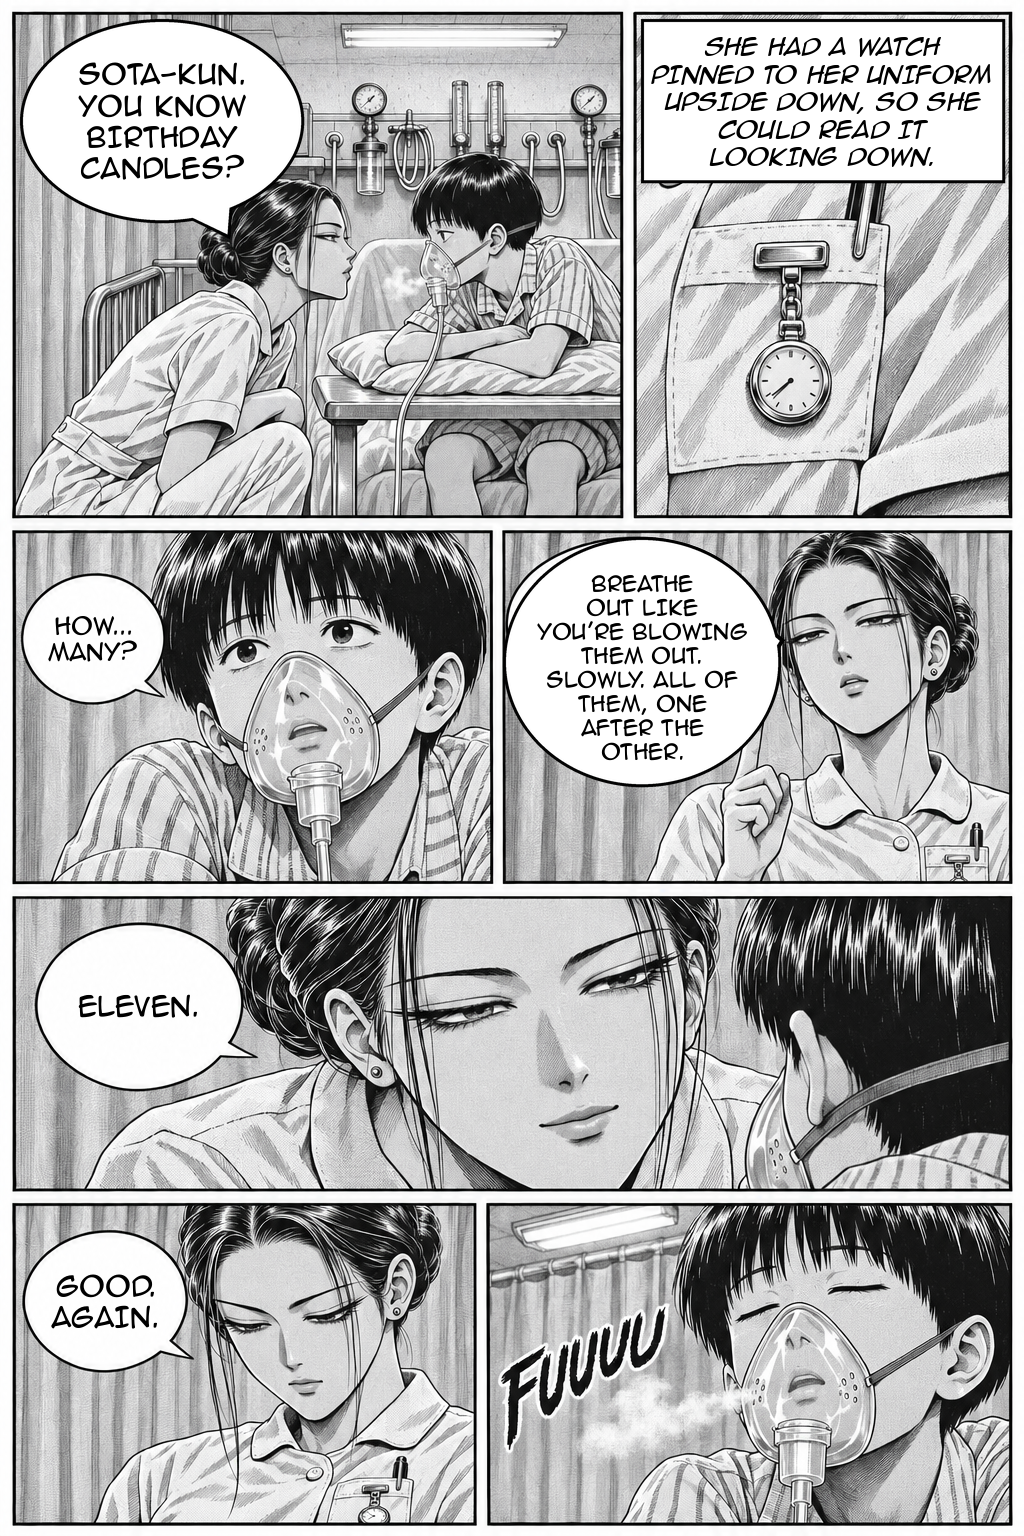 SOTA-KUN.
YOU KNOW
BIRTHDAY
CANDLES?
SHE HAD A WATCH
PINNED TO HER UNIFORM
UPSIDE DOWN, SO SHE
COULD READ IT
LOOKING DOWN.
HOW...
MANY?
BREATHE
OUT LIKE
YOU'RE BLOWING
THEM OUT.
SLOWLY. ALL OF
THEM, ONE
AFTER THE
OTHER.
ELEVEN.
GOOD.
AGAIN.
FUUUU